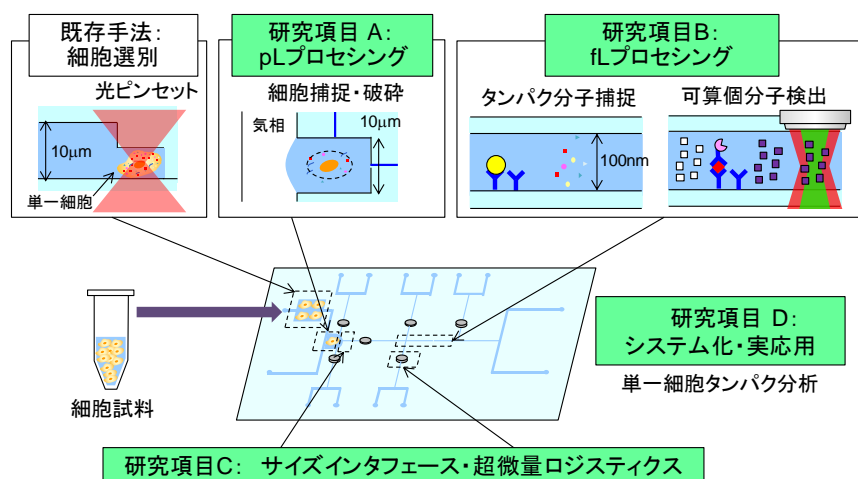 既存手法:
細胞選別
光ピンセット
10μm
単一細胞
研究項目 A:
pLプロセシング
細胞捕捉・破砕
気相
10μm
研究項目B:
fLプロセシング
タンパク分子捕捉
可算個分子検出
100nm
細胞試料
研究項目 D:
システム化・実応用
単一細胞タンパク分析
研究項目C: サイズインタフェース・超微量ロジスティクス